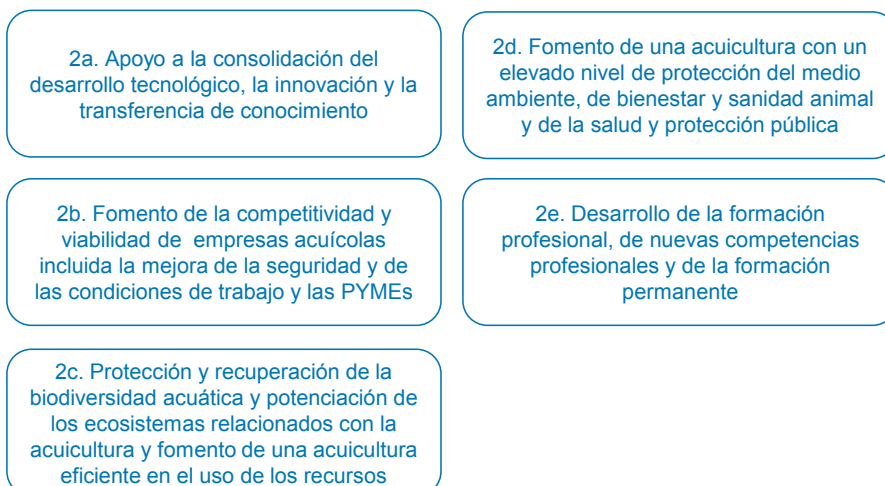 2a. Apoyo a la consolidación del
desarrollo tecnológico, la innovación y la
transferencia de conocimiento
2b. Fomento de la competitividad y
viabilidad de empresas acuícolas
incluida la mejora de la seguridad y de
las condiciones de trabajo y las PYMEs
2c. Protección y recuperación de la
biodiversidad acuática y potenciación de
los ecosistemas relacionados con la
acuicultura y fomento de una acuicultura
eficiente en el uso de los recursos
2d. Fomento de una acuicultura con un
elevado nivel de protección del medio
ambiente, de bienestar y sanidad animal
y de la salud y protección pública
2e. Desarrollo de la formación
profesional, de nuevas competencias
profesionales y de la formación
permanente